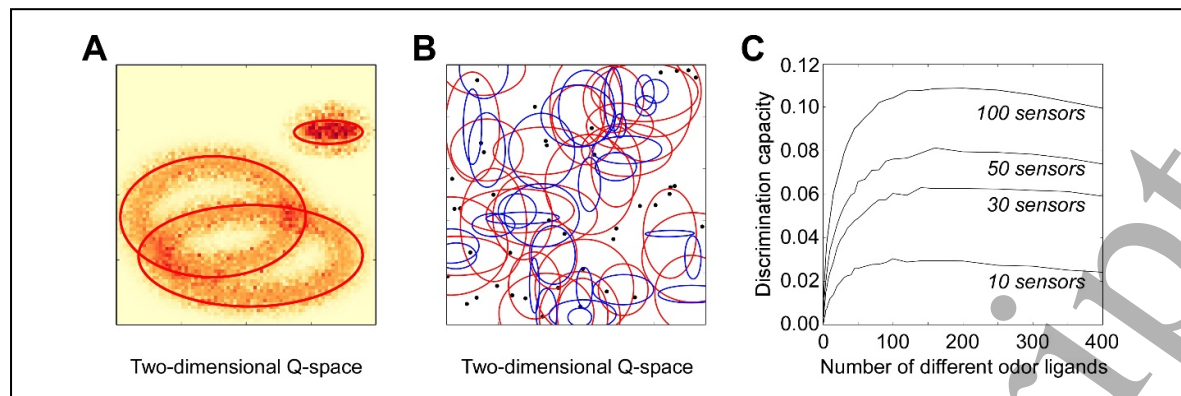 A
B
C
Two-dimensional Q-space
Two-dimensional Q-space
Discrimination capacity
0.12
0.10
0.08
0.06
0.04
0.02
0.00
100 sensors
50 sensors
30 sensors
10 sensors
0
100
200
300
400
Number of different odor ligands
ript